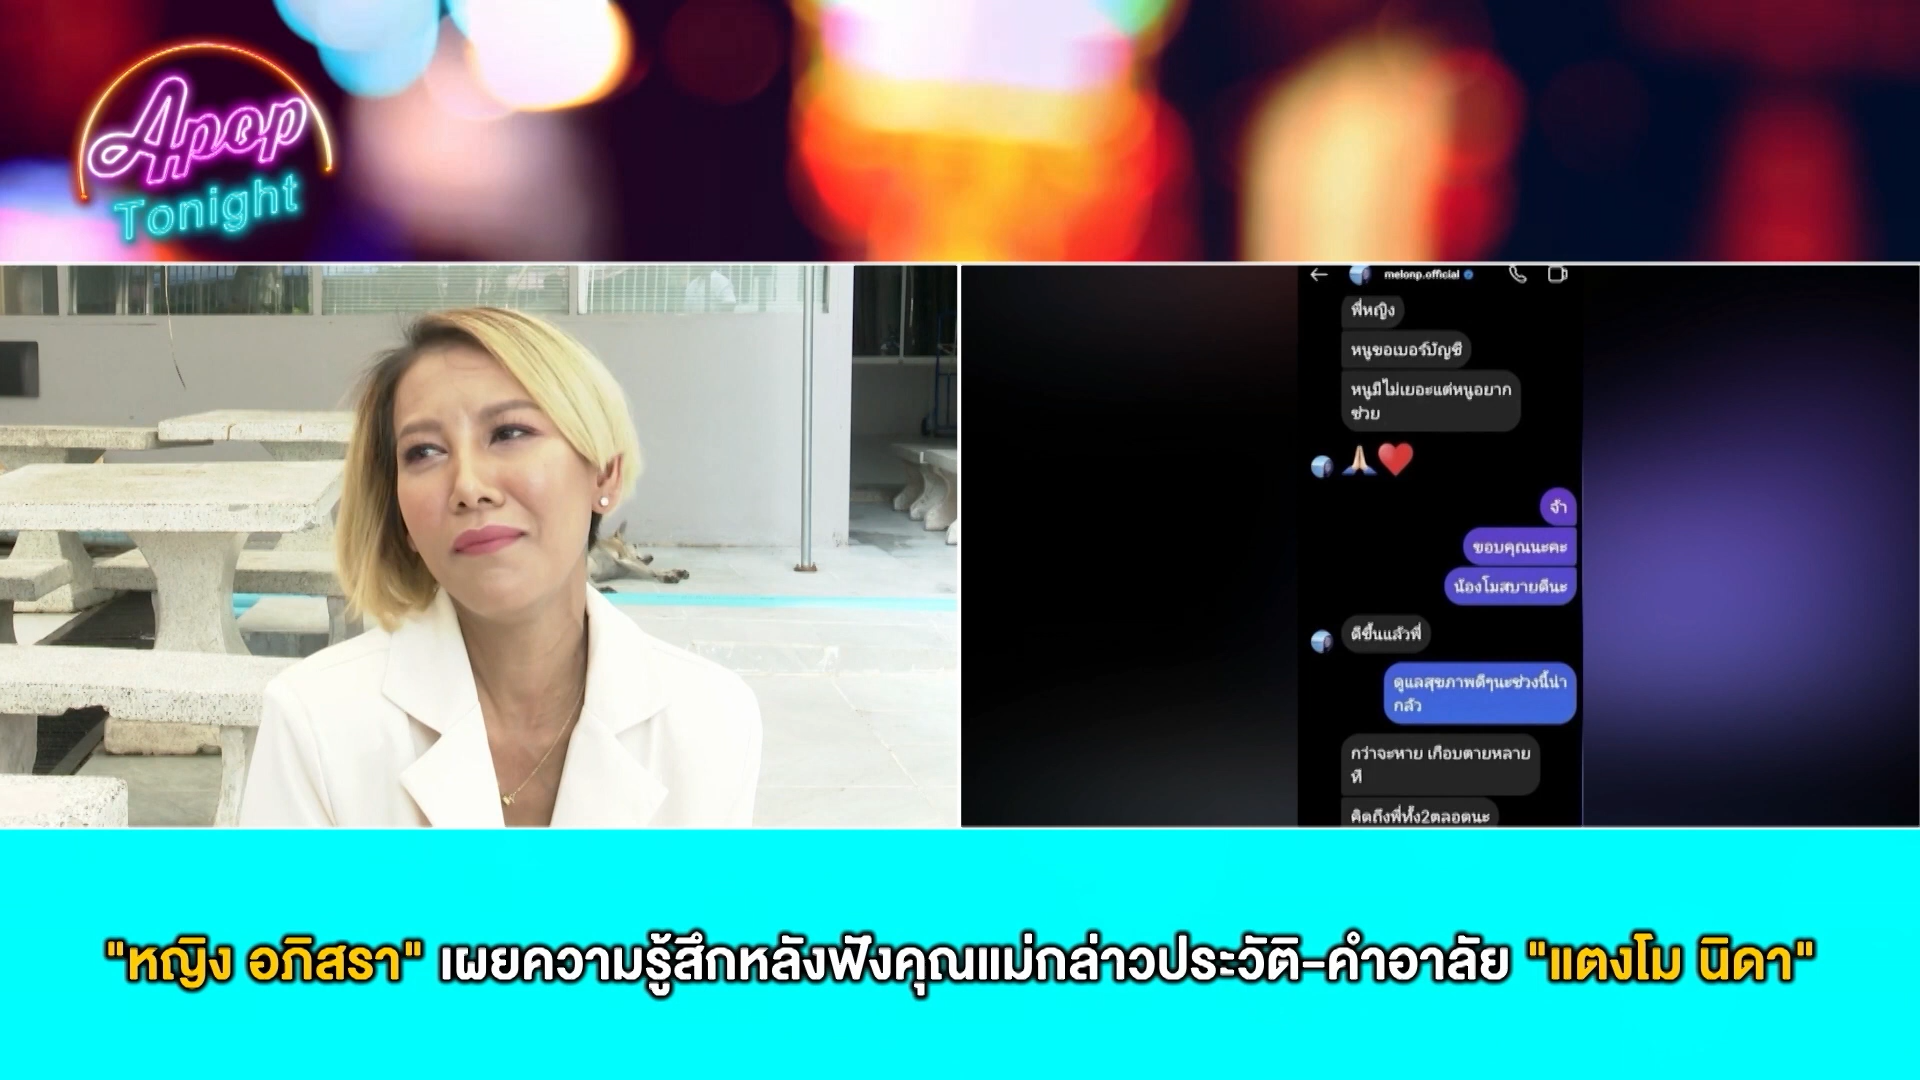 Apop
Tonight
melonp.official
พี่หญิง
หนูขอเบอร์บัญชี
หนูมีไม่เยอะแต่หนูอยาก
ช่วย
จ้า
ขอบคุณนะคะ
น้องโมสบายดีนะ
ดีขึ้นแล้วพี่
ดูแลสุขภาพดีๆนะช่วงนี้น่า
กลัว
กว่าจะหาย เกือบตายหลาย
ที
คิดถึงพี่ทั้ง2ตลอดนะ
"หญิง อภิสรา" เผยความรู้สึกหลังฟังคุณแม่กล่าวประวัติ-คำอาลัย "แตงโม นิดา"